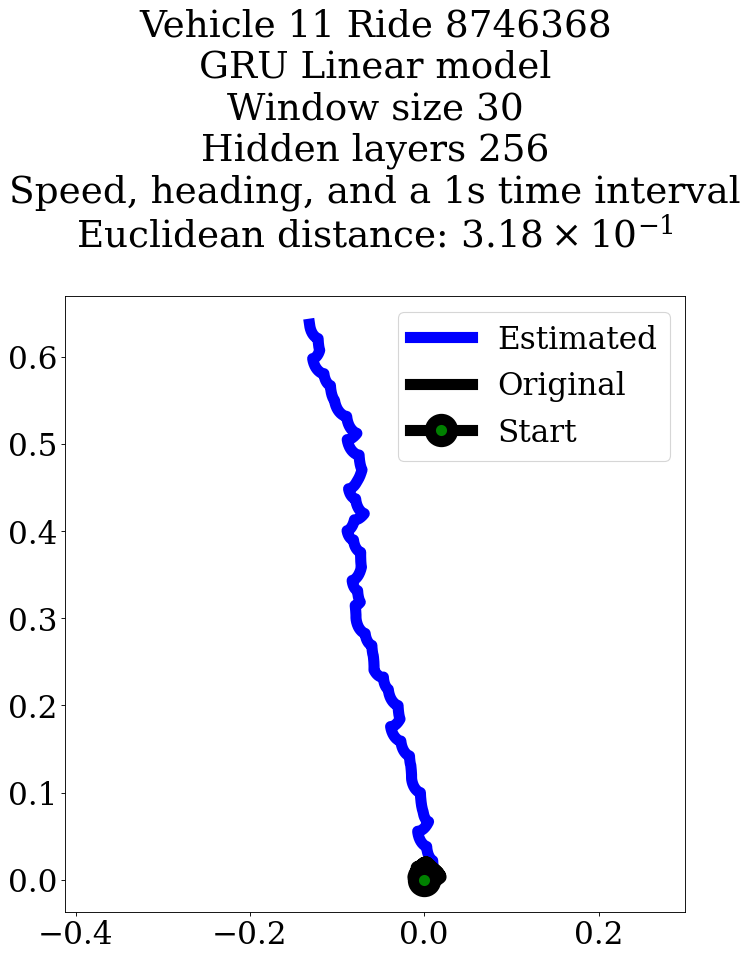 Vehicle 11 Ride 8746368
GRU Linear model
Window size 30
Hidden layers 256
Speed, heading, and a 1s time interval
Euclidean distance: 3.18 × 10⁻¹
Estimated
Original
Start
0.6
0.5
0.4
0.3
0.2
0.1
0.0
−0.4
−0.2
0.0
0.2